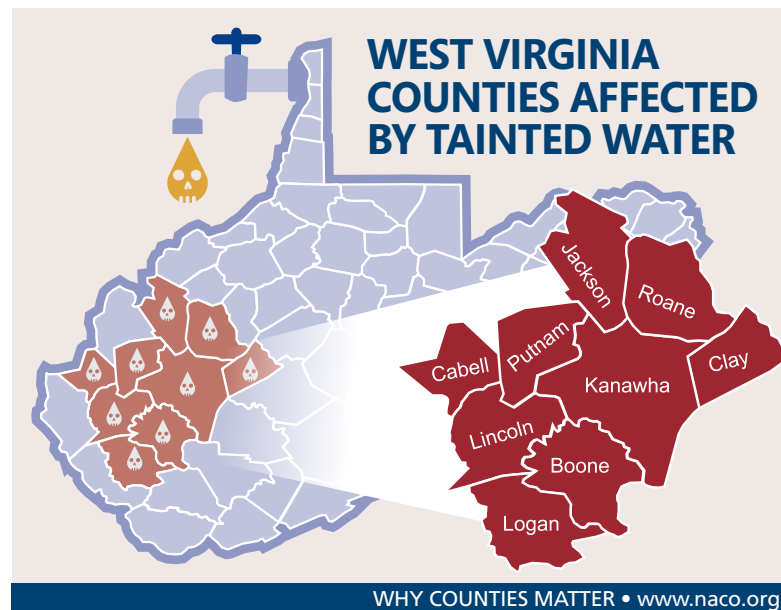 WEST VIRGINIA
COUNTIES AFFECTED
BY TAINTED WATER
Jackson
Roane
Putnam
Cabell
Clay
Kanawha
Lincoln
Boone
Logan
WHY COUNTIES MATTER • www.naco.org